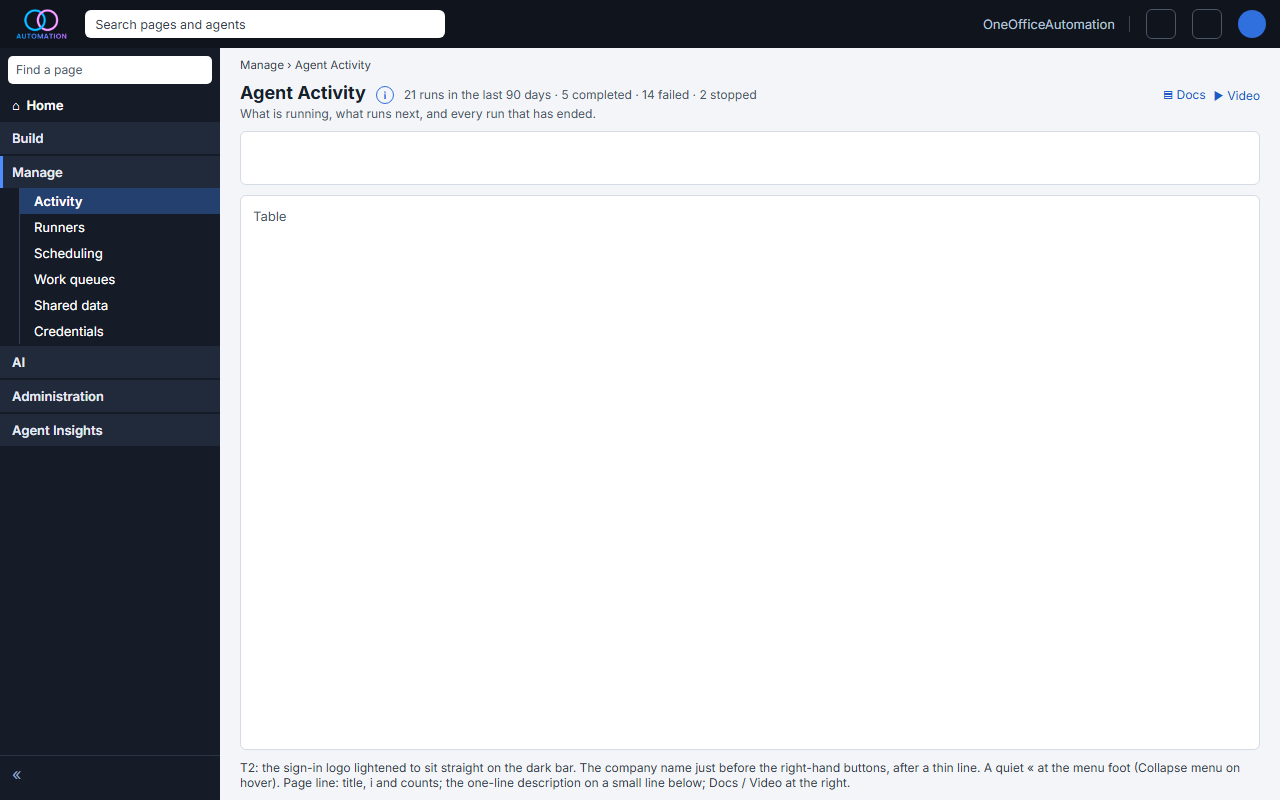 AUTOMATION
Search pages and agents
OneOfficeAutomation
Find a page
⌂ Home
Build
Manage
Activity
Runners
Scheduling
Work queues
Shared data
Credentials
AI
Administration
Agent Insights
«
Manage › Agent Activity
Agent Activity i 21 runs in the last 90 days · 5 completed · 14 failed · 2 stopped
Docs ▶ Video
What is running, what runs next, and every run that has ended.
Table
T2: the sign-in logo lightened to sit straight on the dark bar. The company name just before the right-hand buttons, after a thin line. A quiet « at the menu foot (Collapse menu on
hover). Page line: title, i and counts; the one-line description on a small line below; Docs / Video at the right.